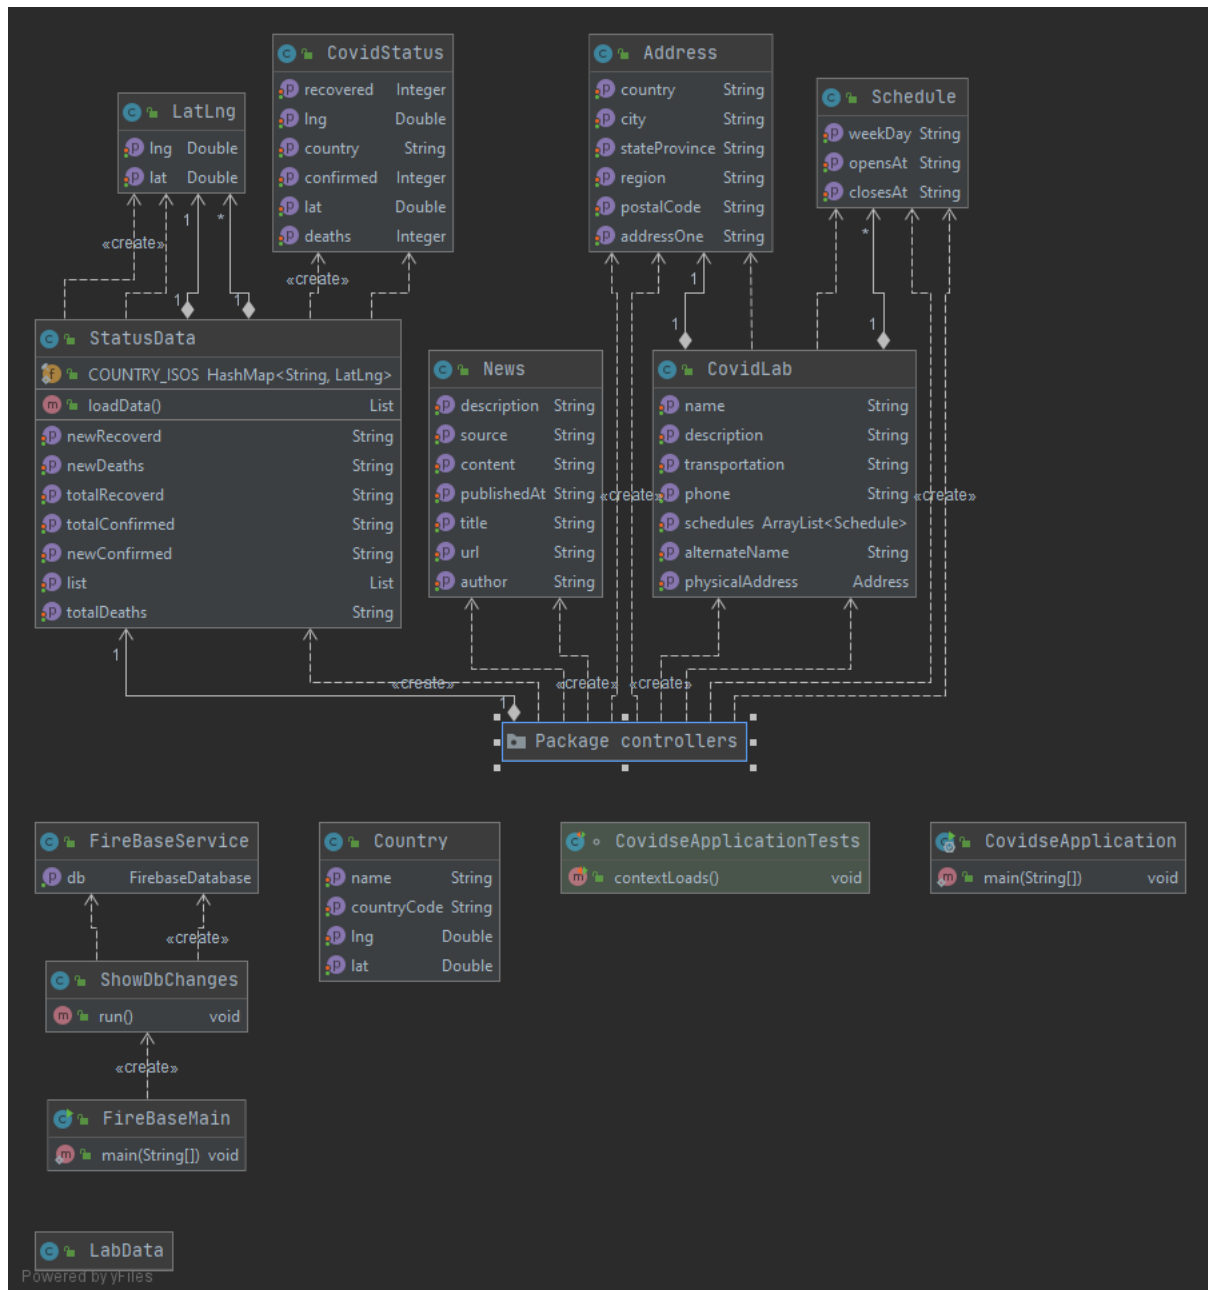 CovidStatus
recovered Integer
lng Double
country String
confirmed Integer
lat Double
deaths Integer
Address
country String
city String
stateProvince String
region String
postalCode String
addressOne String
Schedule
weekDay String
opensAt String
closesAt String
LatLng
lng Double
lat Double
«create»
1
*
«create»
1
*
1
1
1
1
StatusData
COUNTRY_ISOS HashMap<String, LatLng>
loadData() List
newRecoverd String
newDeaths String
totalRecoverd String
totalConfirmed String
newConfirmed String
list List
totalDeaths String
News
description String
source String
content String
publishedAt String
title String
url String
author String
«create»
CovidLab
name String
description String
transportation String
phone String
schedules ArrayList<Schedule>
alternateName String
physicalAddress Address
«create»
1
«create»
«create»
«create»
1
Package controllers
FireBaseService
db FirebaseDatabase
Country
name String
countryCode String
lng Double
lat Double
CovidseApplicationTests
contextLoads() void
CovidseApplication
main(String[]) void
«create»
ShowDbChanges
run() void
«create»
FireBaseMain
main(String[]) void
LabData
Powered by yFiles